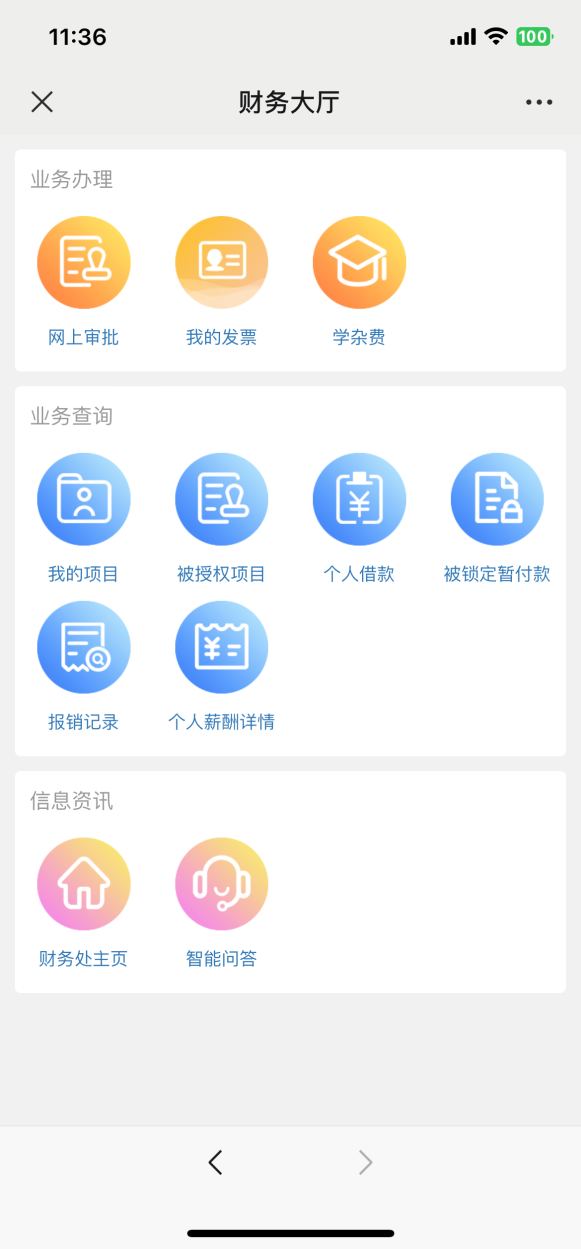 11:36
100
财务大厅
业务办理
网上审批
我的发票
学杂费
业务查询
我的项目
被授权项目
个人借款
被锁定暂付款
报销记录
个人薪酬详情
信息资讯
财务处主页
智能问答